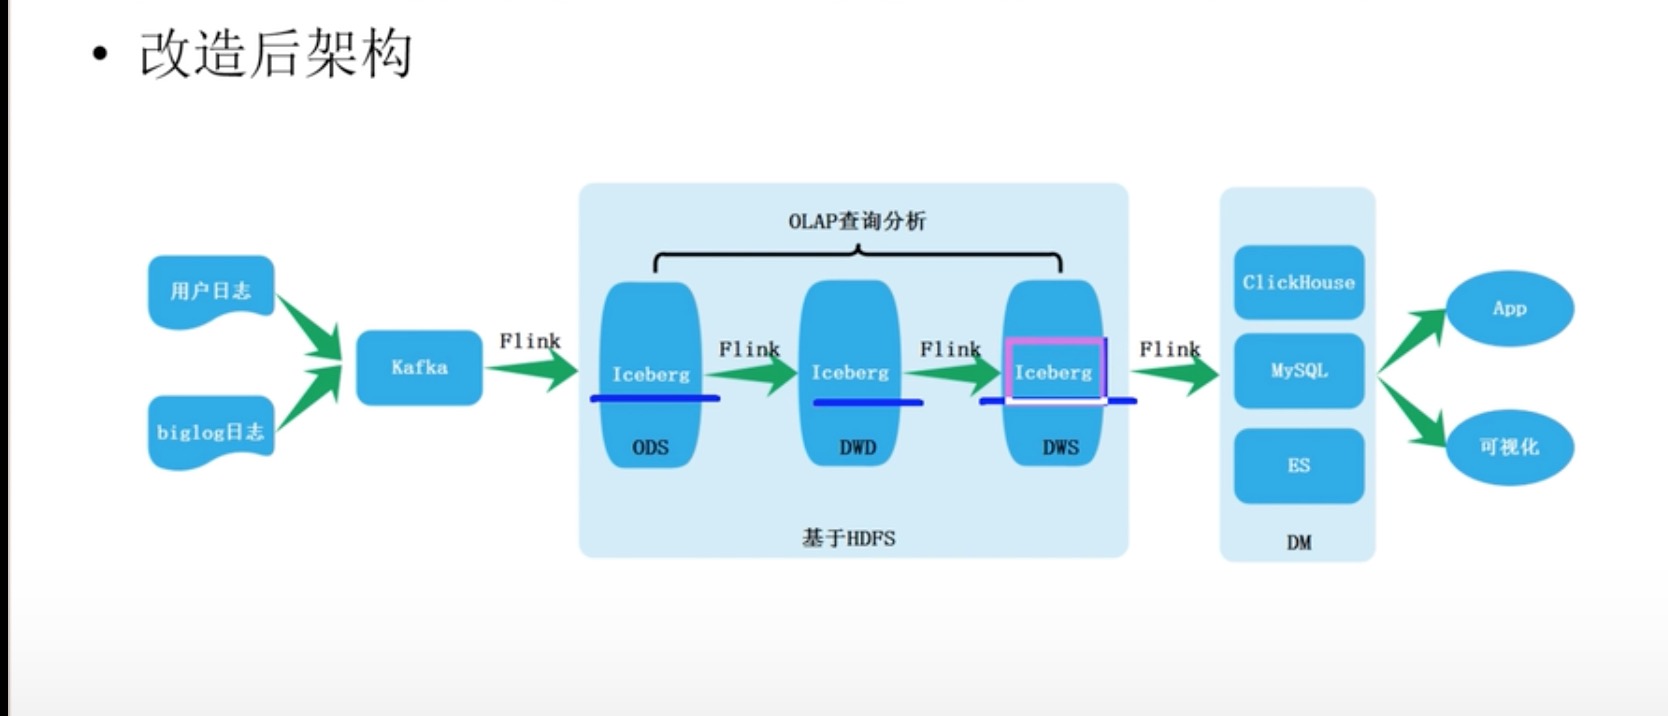 • 改造后架构
OLAP查询分析
用户日志
biglog日志
Kafka
Flink
Iceberg
ODS
Flink
Iceberg
DWD
Flink
Iceberg
DWS
基于HDFS
Flink
ClickHouse
MySQL
ES
DM
App
可视化